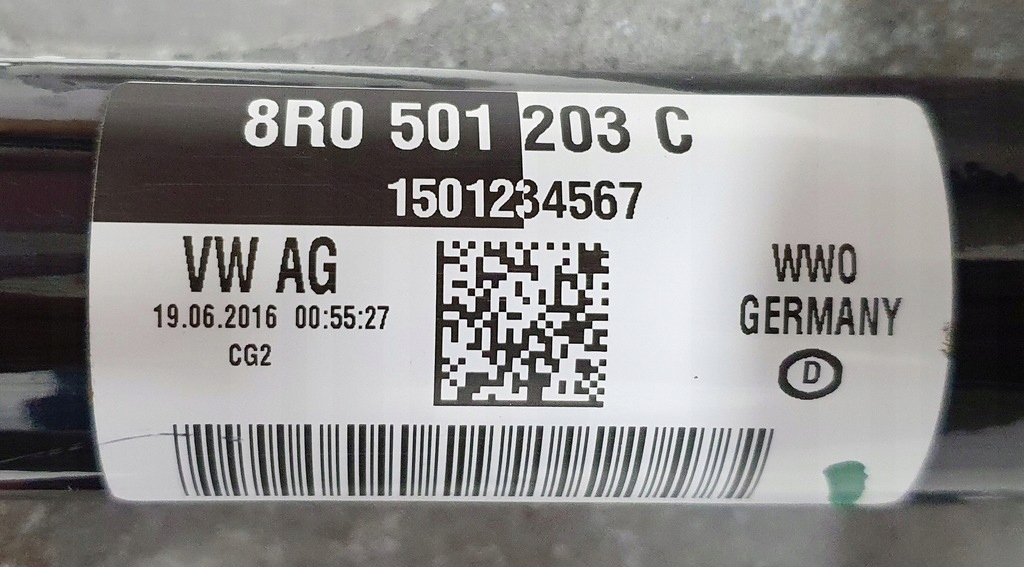 8R0 501 203 C
1501234567
VW AG
19.06.2016 00:55:27
CG2
WWO
GERMANY
D